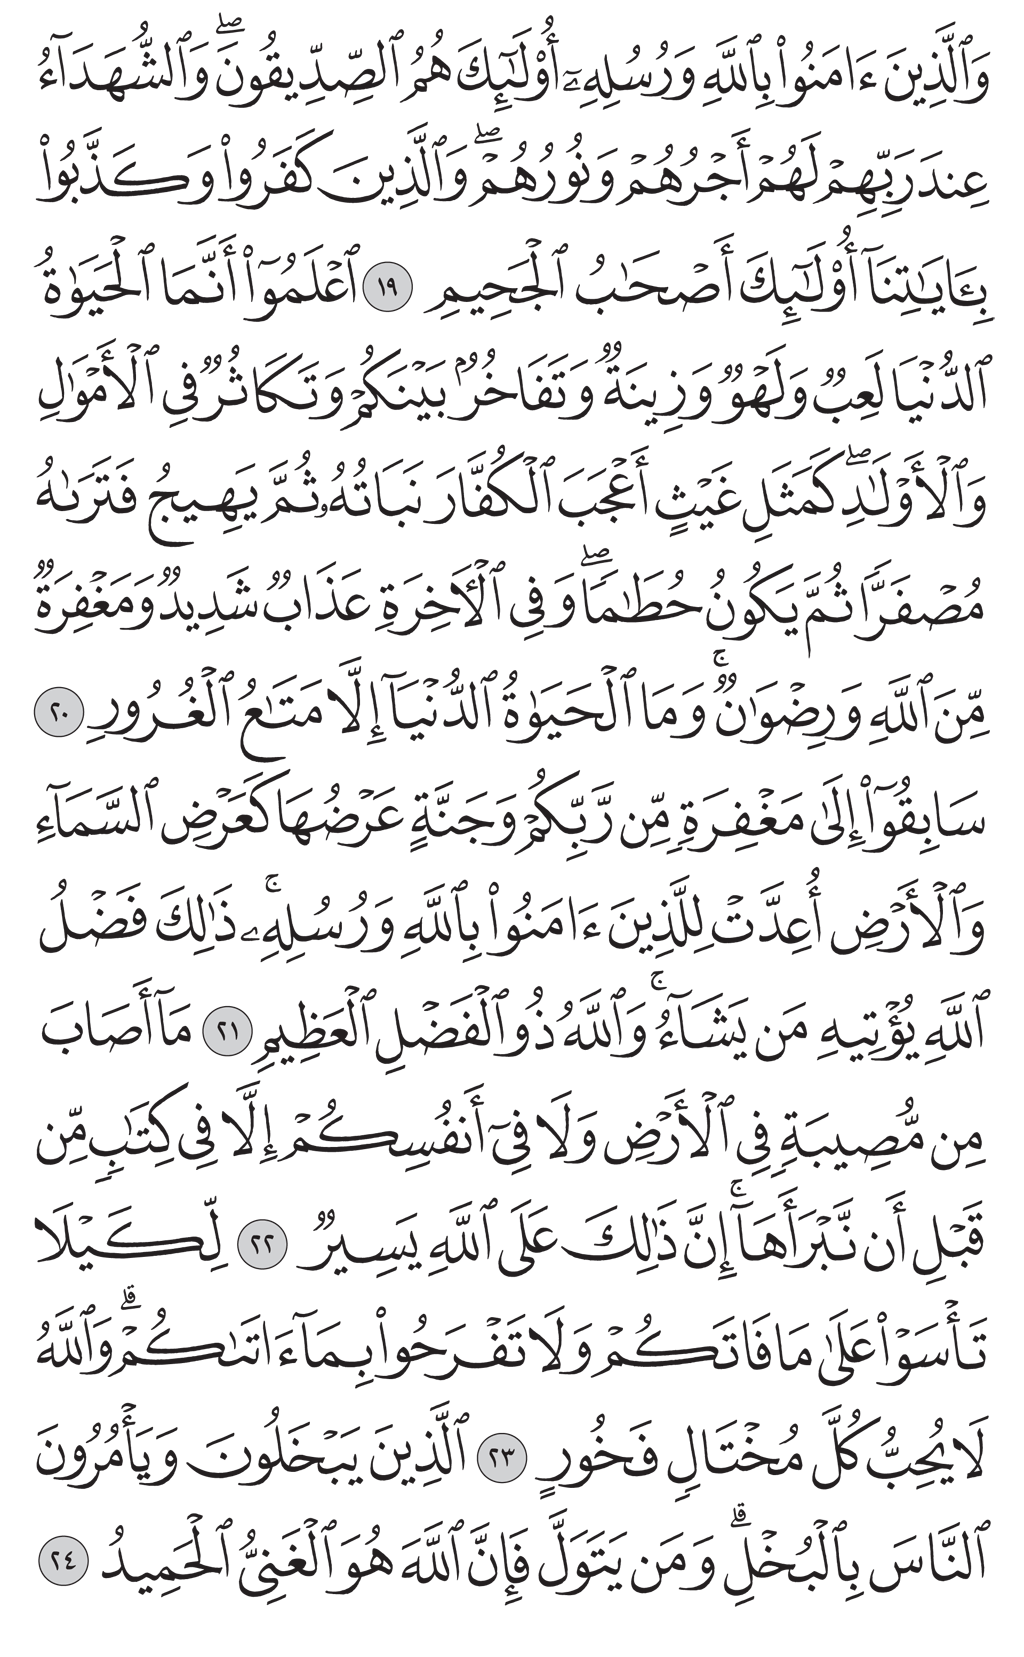 وَٱلَّذِينَ ءَامَنُوا۟ بِٱللَّهِ وَرُسُلِهِۦٓ أُو۟لَـٰٓئِكَ هُمُ ٱلصِّدِّيقُونَ ۖ وَٱلشُّهَدَآءُ
عِندَ رَبِّهِمْ لَهُمْ أَجْرُهُمْ وَنُورُهُمْ ۖ وَٱلَّذِينَ كَفَرُوا۟ وَكَذَّبُوا۟
بِـَٔايَـٰتِنَآ أُو۟لَـٰٓئِكَ أَصْحَـٰبُ ٱلْجَحِيمِ ١٩ ٱعْلَمُوٓا۟ أَنَّمَا ٱلْحَيَوٰةُ
ٱلدُّنْيَا لَعِبٌ وَلَهْوٌ وَزِينَةٌ وَتَفَاخُرٌۢ بَيْنَكُمْ وَتَكَاثُرٌ فِى ٱلْأَمْوَٰلِ
وَٱلْأَوْلَـٰدِ ۖ كَمَثَلِ غَيْثٍ أَعْجَبَ ٱلْكُفَّارَ نَبَاتُهُۥ ثُمَّ يَهِيجُ فَتَرَىٰهُ
مُصْفَرًّا ثُمَّ يَكُونُ حُطَـٰمًا ۖ وَفِى ٱلْـَٔاخِرَةِ عَذَابٌ شَدِيدٌ وَمَغْفِرَةٌ
مِّنَ ٱللَّهِ وَرِضْوَٰنٌ ۚ وَمَا ٱلْحَيَوٰةُ ٱلدُّنْيَآ إِلَّا مَتَـٰعُ ٱلْغُرُورِ ٢٠
سَابِقُوٓا۟ إِلَىٰ مَغْفِرَةٍ مِّن رَّبِّكُمْ وَجَنَّةٍ عَرْضُهَا كَعَرْضِ ٱلسَّمَآءِ
وَٱلْأَرْضِ أُعِدَّتْ لِلَّذِينَ ءَامَنُوا۟ بِٱللَّهِ وَرُسُلِهِۦ ۚ ذَٰلِكَ فَضْلُ
ٱللَّهِ يُؤْتِيهِ مَن يَشَآءُ ۚ وَٱللَّهُ ذُو ٱلْفَضْلِ ٱلْعَظِيمِ ٢١ مَآ أَصَابَ
مِن مُّصِيبَةٍ فِى ٱلْأَرْضِ وَلَا فِىٓ أَنفُسِكُمْ إِلَّا فِى كِتَـٰبٍ مِّن
قَبْلِ أَن نَّبْرَأَهَآ ۚ إِنَّ ذَٰلِكَ عَلَى ٱللَّهِ يَسِيرٌ ٢٢ لِّكَيْلَا
تَأْسَوْا۟ عَلَىٰ مَا فَاتَكُمْ وَلَا تَفْرَحُوا۟ بِمَآ ءَاتَىٰكُمْ ۗ وَٱللَّهُ
لَا يُحِبُّ كُلَّ مُخْتَالٍ فَخُورٍ ٢٣ ٱلَّذِينَ يَبْخَلُونَ وَيَأْمُرُونَ
ٱلنَّاسَ بِٱلْبُخْلِ ۗ وَمَن يَتَوَلَّ فَإِنَّ ٱللَّهَ هُوَ ٱلْغَنِىُّ ٱلْحَمِيدُ ٢٤